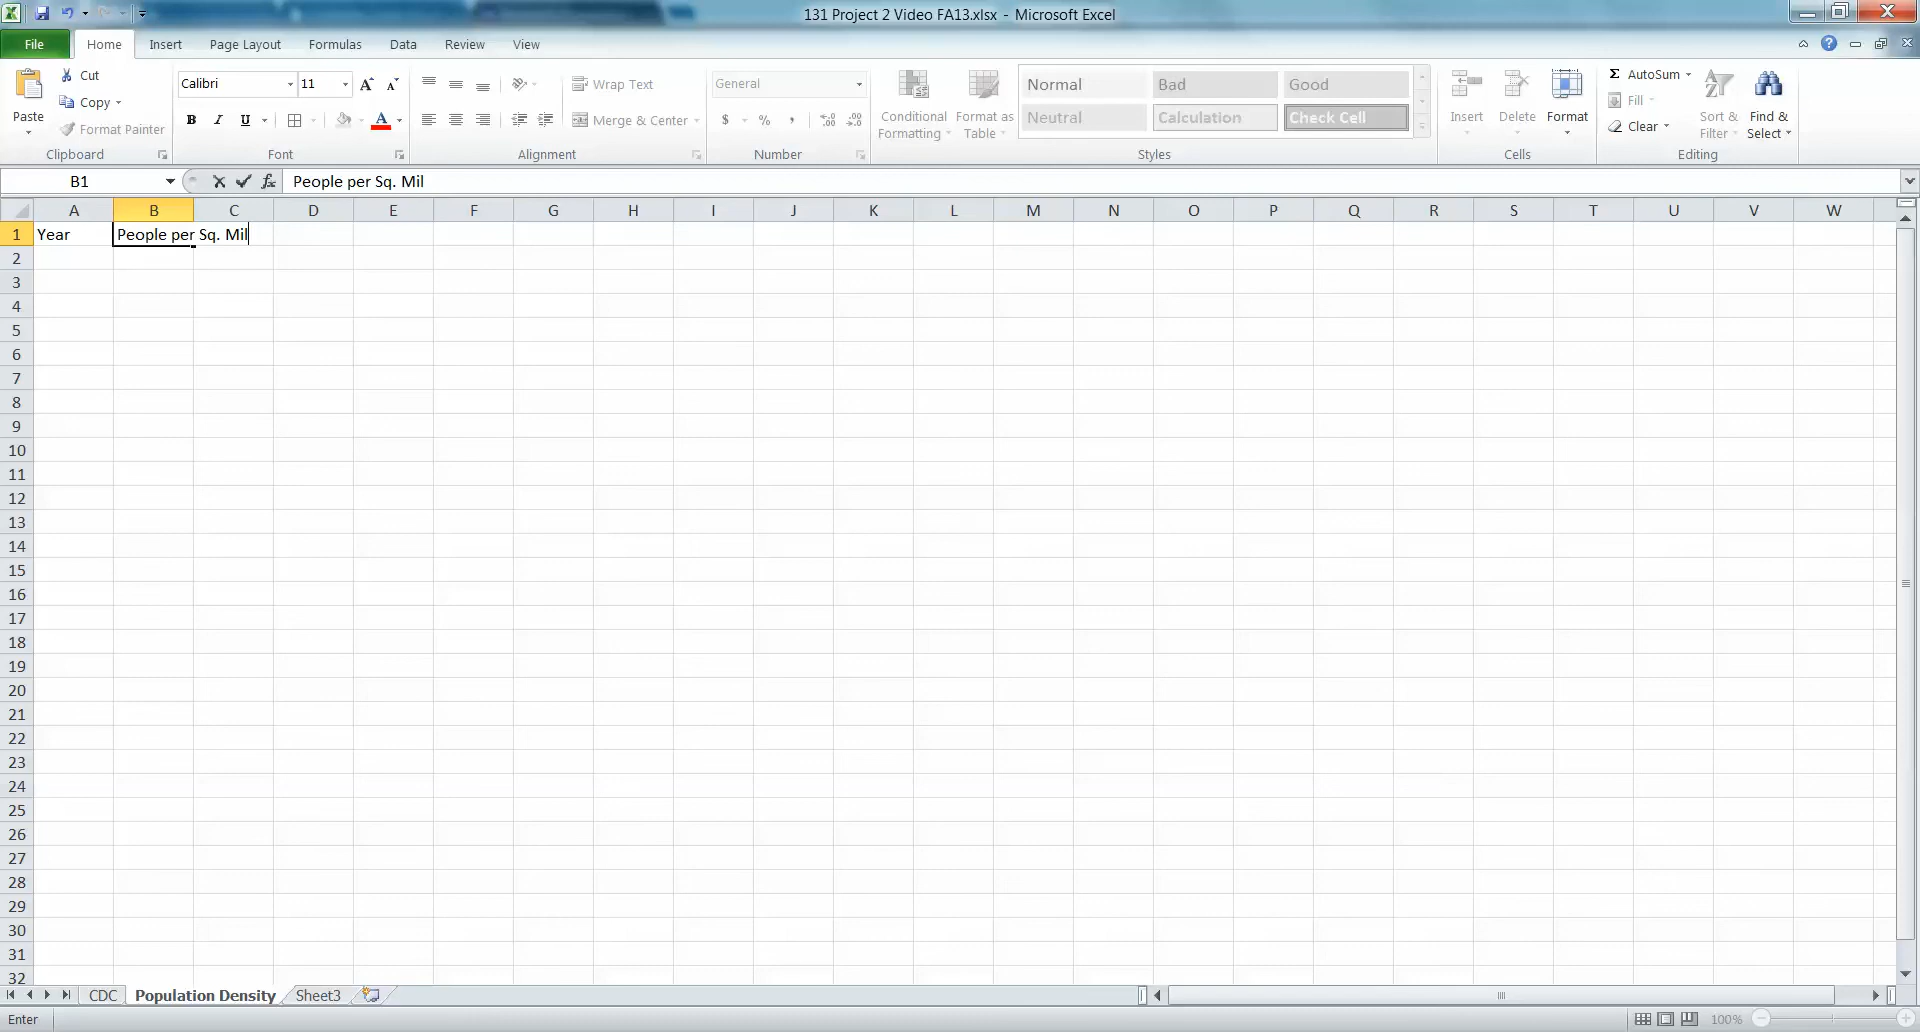 131 Project 2 Video FA13.xlsx - Microsoft Excel
File Home Insert Page Layout Formulas Data Review View
Paste
Cut
Copy
Format Painter
Clipboard
Calibri 11
B I U A
Font
Wrap Text
Merge & Center
Alignment
General
$ % ,
Number
Conditional Formatting
Format as Table
Normal Bad Good
Neutral Calculation Check Cell
Styles
Insert Delete Format
Cells
AutoSum
Fill
Clear
Sort & Filter
Find & Select
Editing
B1 fx People per Sq. Mil
A B C D E F G H I J K L M N O P Q R S T U V W
1 Year People per Sq. Mil
2
3
4
5
6
7
8
9
10
11
12
13
14
15
16
17
18
19
20
21
22
23
24
25
26
27
28
29
30
31
32
CDC Population Density Sheet3
Enter 100%